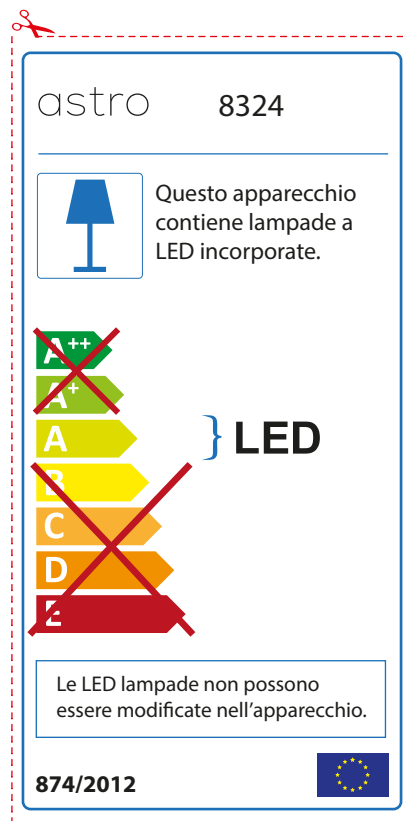 astro 8324
Questo apparecchio
contiene lampade a
LED incorporate.
A++
A+
A
LED
B
C
D
E
Le LED lampade non possono
essere modificate nell’apparecchio.
874/2012